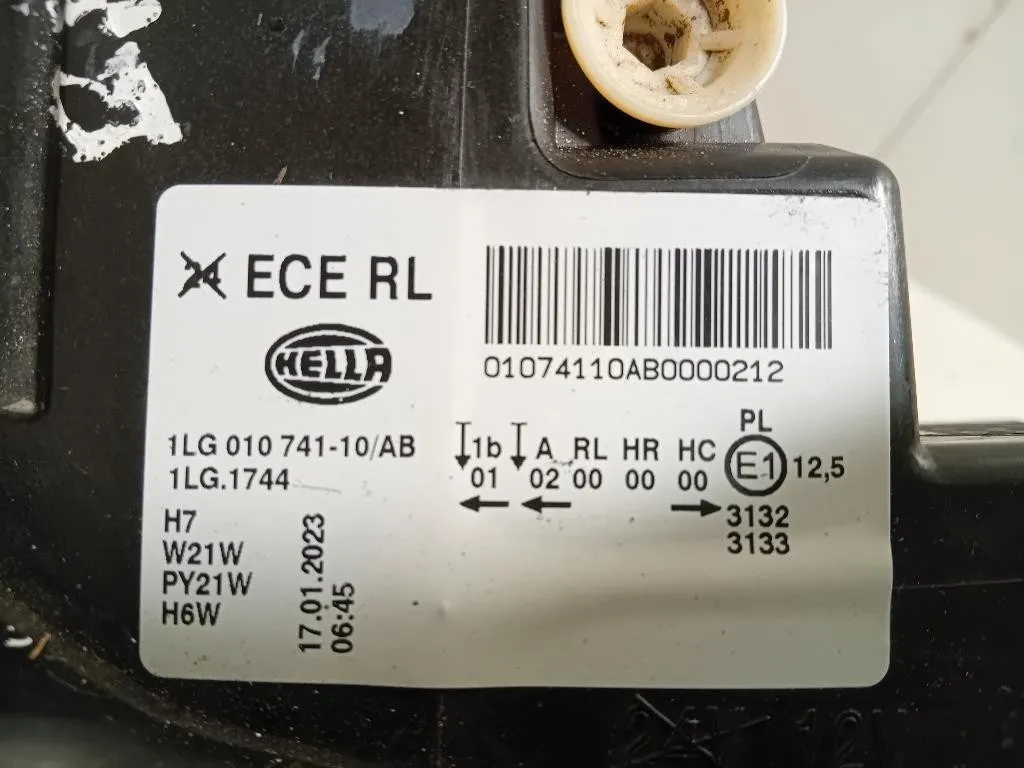 24 ECE RL
HELLA
01074110AB0000212
1LG 010 741-10/AB
1LG.1744
H7
W21W
PY21W
H6W
17.01.2023
06:45
1b A RL HR HC
01 02 00 00 00
PL
E1 12,5
3132
3133